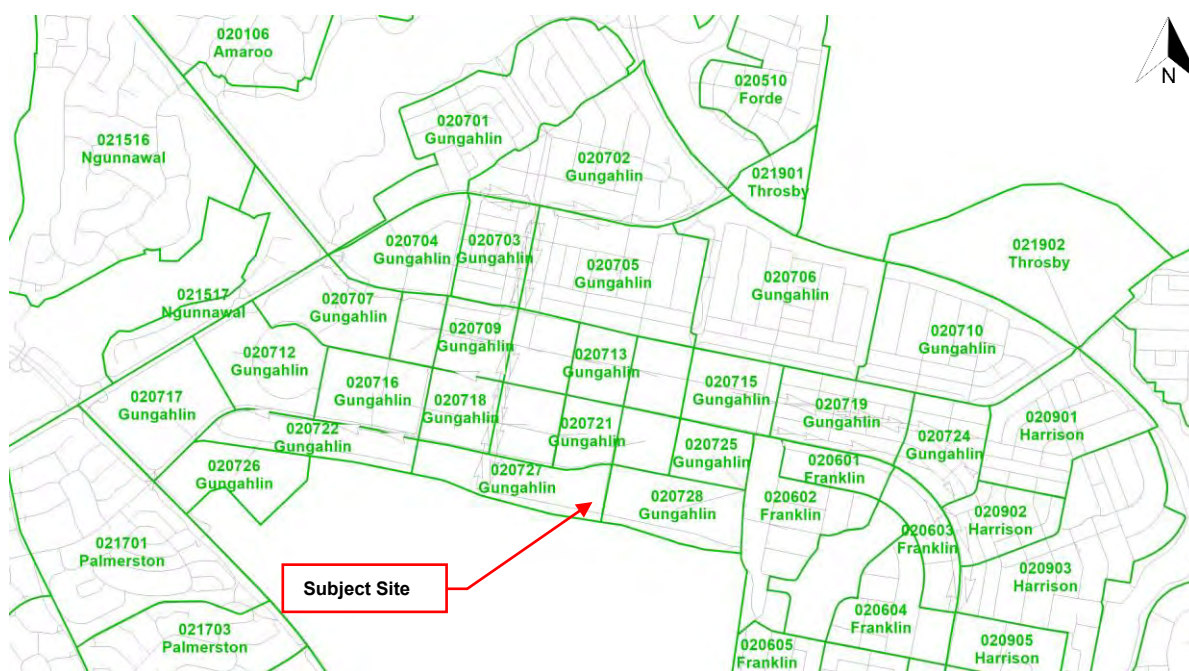 020106
Amaroo
N
020510
Forde
020701
Gungahlin
021516
Ngunnawal
020702
Gungahlin
021901
Throsby
020704
Gungahlin
020703
Gungahlin
021902
Throsby
020705
Gungahlin
020706
Gungahlin
021517
Ngunnawal
020707
Gungahlin
020709
Gungahlin
020710
Gungahlin
020712
Gungahlin
020713
Gungahlin
020716
Gungahlin
020715
Gungahlin
020717
Gungahlin
020718
Gungahlin
020719
Gungahlin
020901
Harrison
020722
Gungahlin
020721
Gungahlin
020724
Gungahlin
020725
Gungahlin
020601
Franklin
020726
Gungahlin
020727
Gungahlin
020728
Gungahlin
020602
Franklin
020902
Harrison
020603
Franklin
021701
Palmerston
020903
Harrison
Subject Site
020604
Franklin
021703
Palmerston
020605
Franklin
020905
Harrison